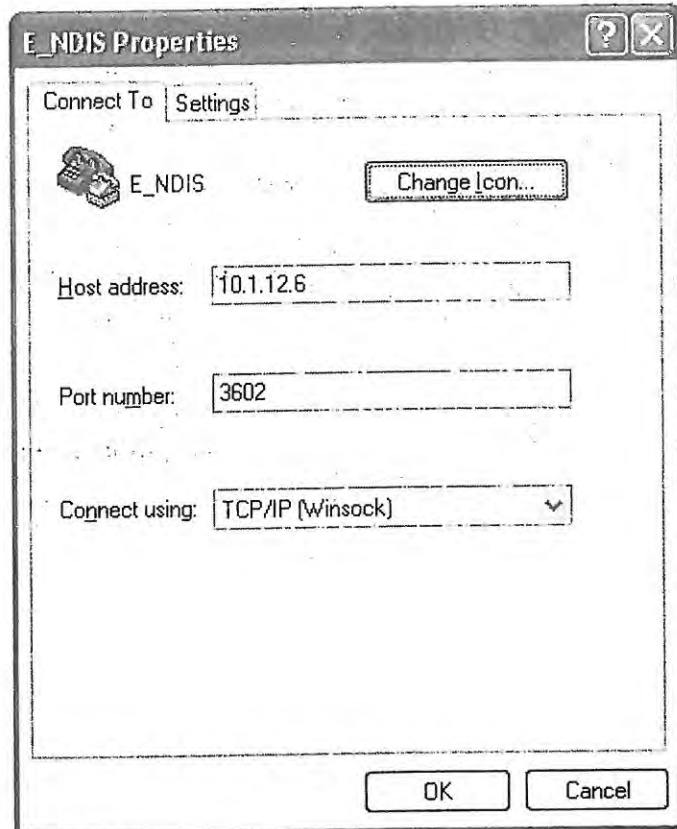 E_NDIS Properties
Connect To Settings
E_NDIS Change Icon...
Host address: 10.1.12.6
Port number: 3602
Connect using: TCP/IP (Winsock)
OK Cancel